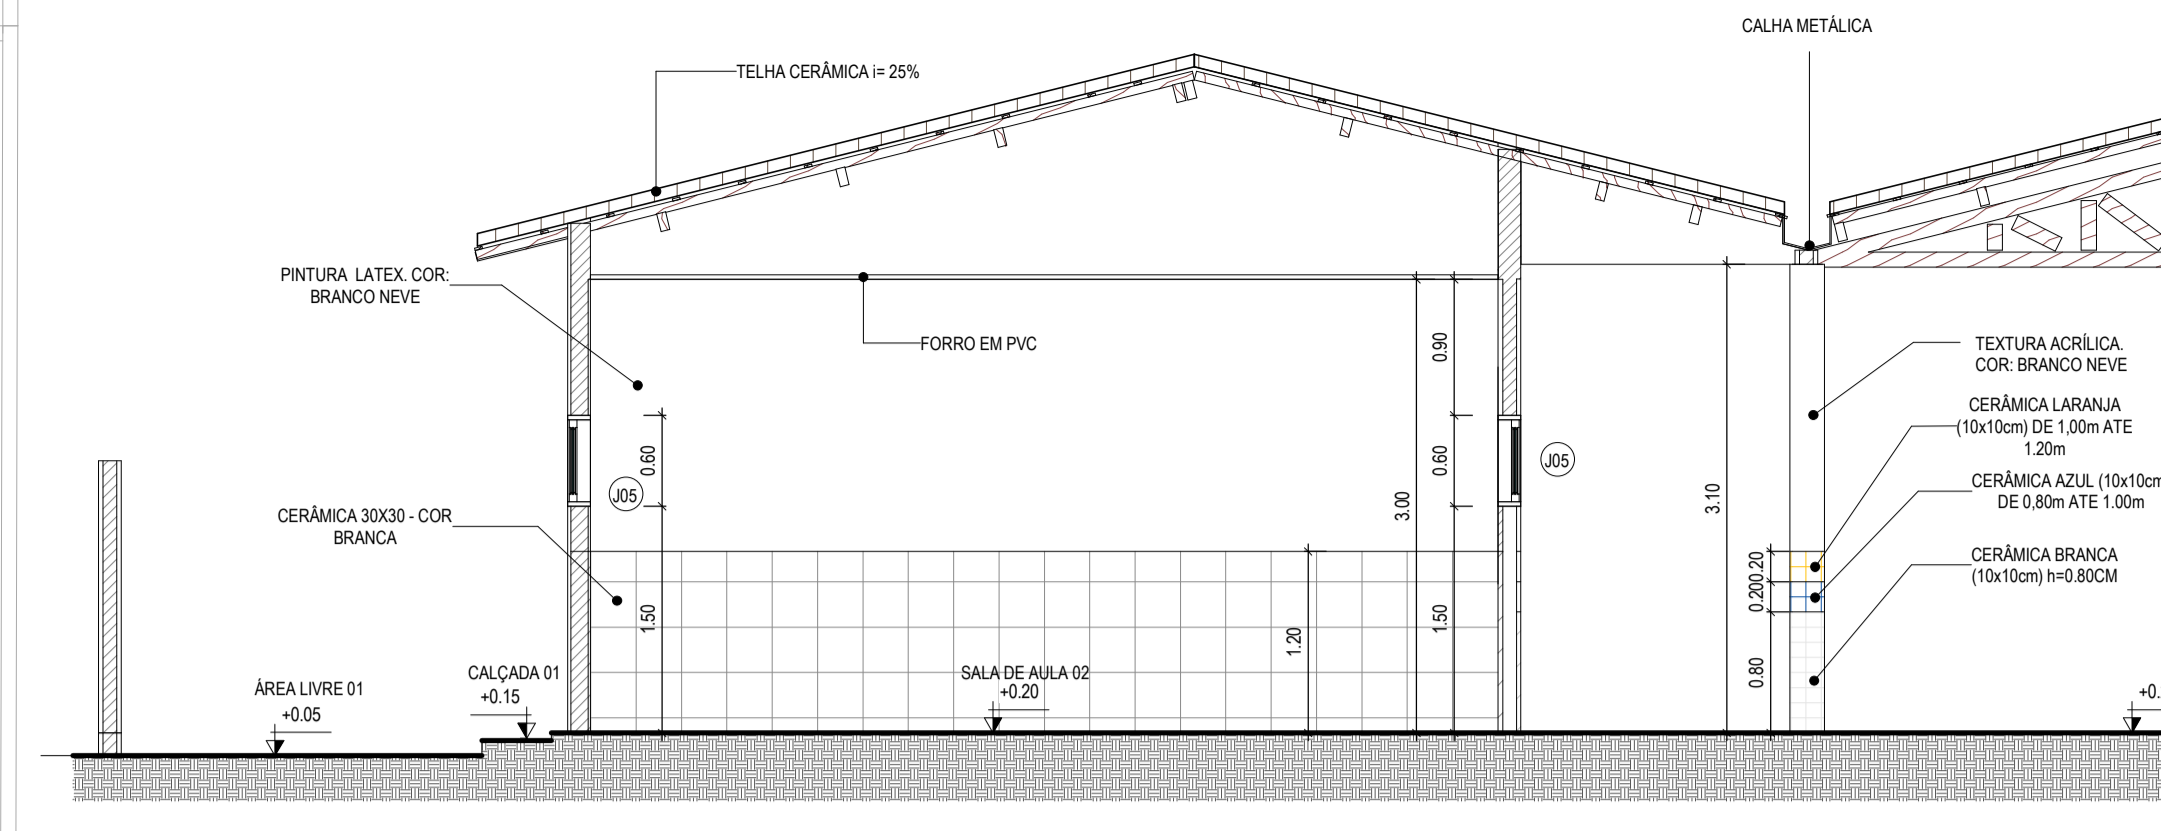 CALHA METÁLICA
TELHA CERÂMICA i= 25%
PINTURA LATEX. COR:
BRANCO NEVE
FORRO EM PVC
0.90
TEXTURA ACRÍLICA.
COR: BRANCO NEVE
CERÂMICA LARANJA
(10x10cm) DE 1,00m ATE
1.20m
0.60
J05
0.60
J05
3.00
3.10
CERÂMICA AZUL (10x10cm
DE 0,80m ATE 1.00m
CERÂMICA 30X30 - COR
BRANCA
CERÂMICA BRANCA
(10x10cm) h=0.80CM
0.20
0.20
1.50
1.20
1.50
0.80
ÁREA LIVRE 01
+0.05
CALÇADA 01
+0.15
SALA DE AULA 02
+0.20
+0.